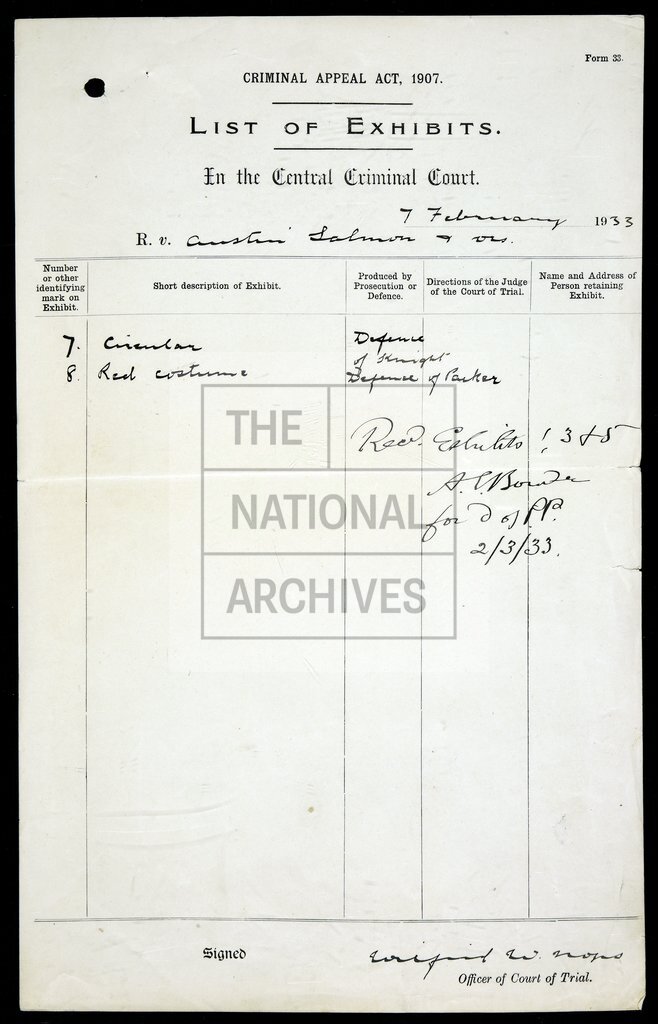 Form 33.
CRIMINAL APPEAL ACT, 1907.
LIST OF EXHIBITS.
In the Central Criminal Court.
7 February 1933
R. v. Austin Salmon & ors.
Number or other identifying mark on Exhibit.
Short description of Exhibit.
Produced by Prosecution or Defence.
Directions of the Judge of the Court of Trial.
Name and Address of Person retaining Exhibit.
7. Circular Defence
of Knight
8. Red costume Defence of Parker
Recd. Exhibits 1, 3 & 5
for D of P.P.
2/3/33.
THE
NATIONAL
ARCHIVES
Signed Wilfrid W. Nops
Officer of Court of Trial.